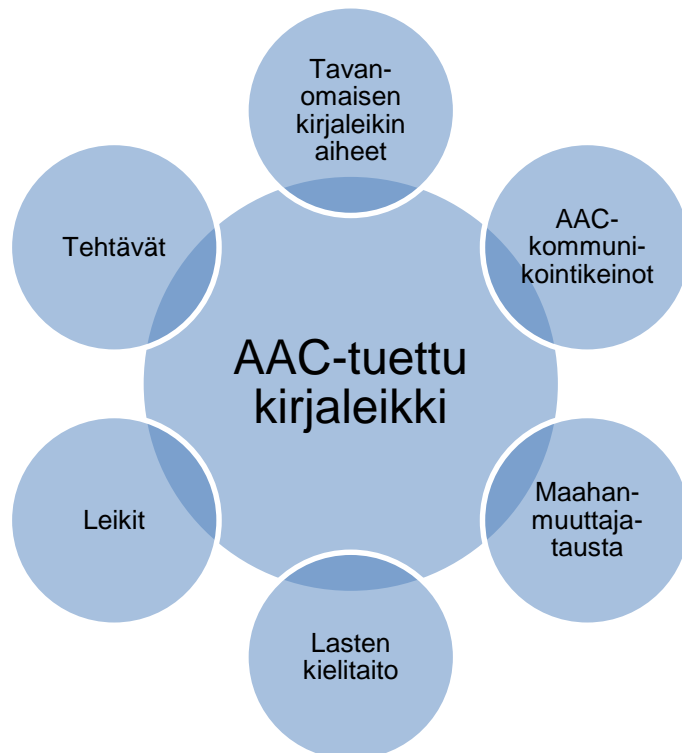 Tavan-
omaisen
kirjaleikin
aiheet
AAC-
kommuni-
kointikeinot
Maahan-
muuttaja-
tausta
Lasten
kielitaito
Leikit
Tehtävät
AAC-tuettu
kirjaleikki